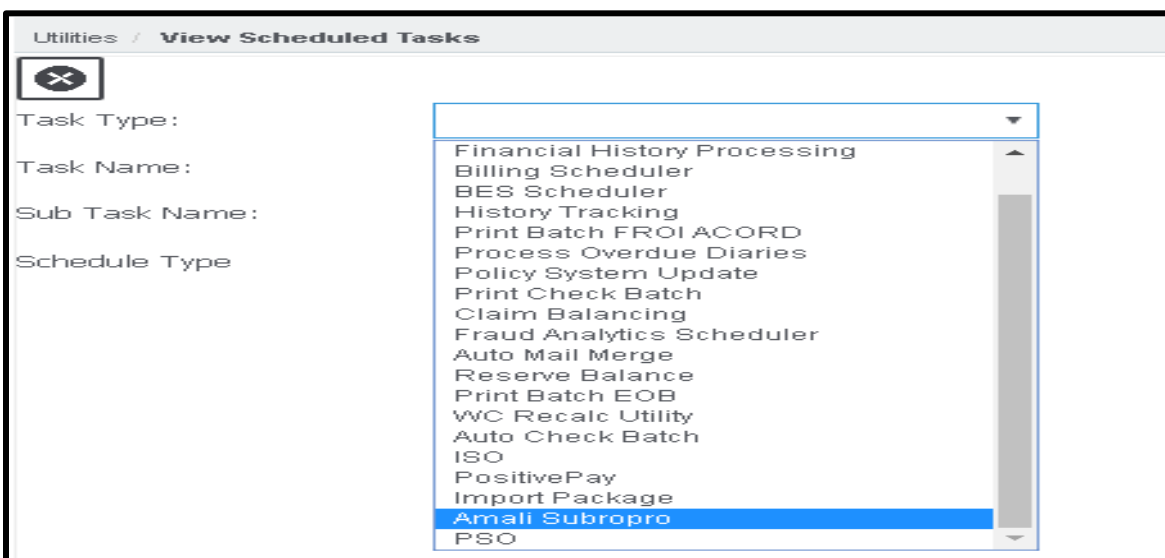 Utilities / View Scheduled Tasks
Task Type:
Task Name:
Sub Task Name:
Schedule Type
Financial History Processing
Billing Scheduler
BES Scheduler
History Tracking
Print Batch FROI ACORD
Process Overdue Diaries
Policy System Update
Print Check Batch
Claim Balancing
Fraud Analytics Scheduler
Auto Mail Merge
Reserve Balance
Print Batch EOB
WC Recalc Utility
Auto Check Batch
ISO
PositivePay
Import Package
Amali Subropro
PSO